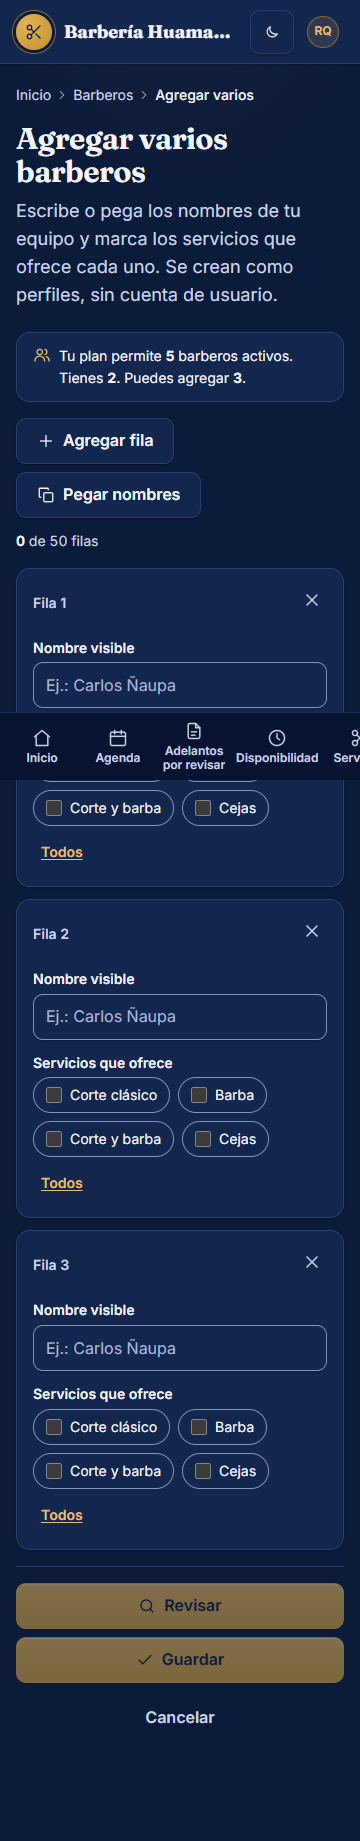 Barbería Huama...
RQ
Inicio > Barberos > Agregar varios
Agregar varios
barberos
Escribe o pega los nombres de tu
equipo y marca los servicios que
ofrece cada uno. Se crean como
perfiles, sin cuenta de usuario.
Tu plan permite 5 barberos activos.
Tienes 2. Puedes agregar 3.
Agregar fila
Pegar nombres
0 de 50 filas
Fila 1
Nombre visible
Ej.: Carlos Ñaupa
Inicio
Agenda
Adelantos
por revisar
Disponibilidad
Serv
Corte y barba
Cejas
Todos
Fila 2
Nombre visible
Ej.: Carlos Ñaupa
Servicios que ofrece
Corte clásico
Barba
Corte y barba
Cejas
Todos
Fila 3
Nombre visible
Ej.: Carlos Ñaupa
Servicios que ofrece
Corte clásico
Barba
Corte y barba
Cejas
Todos
Revisar
Guardar
Cancelar